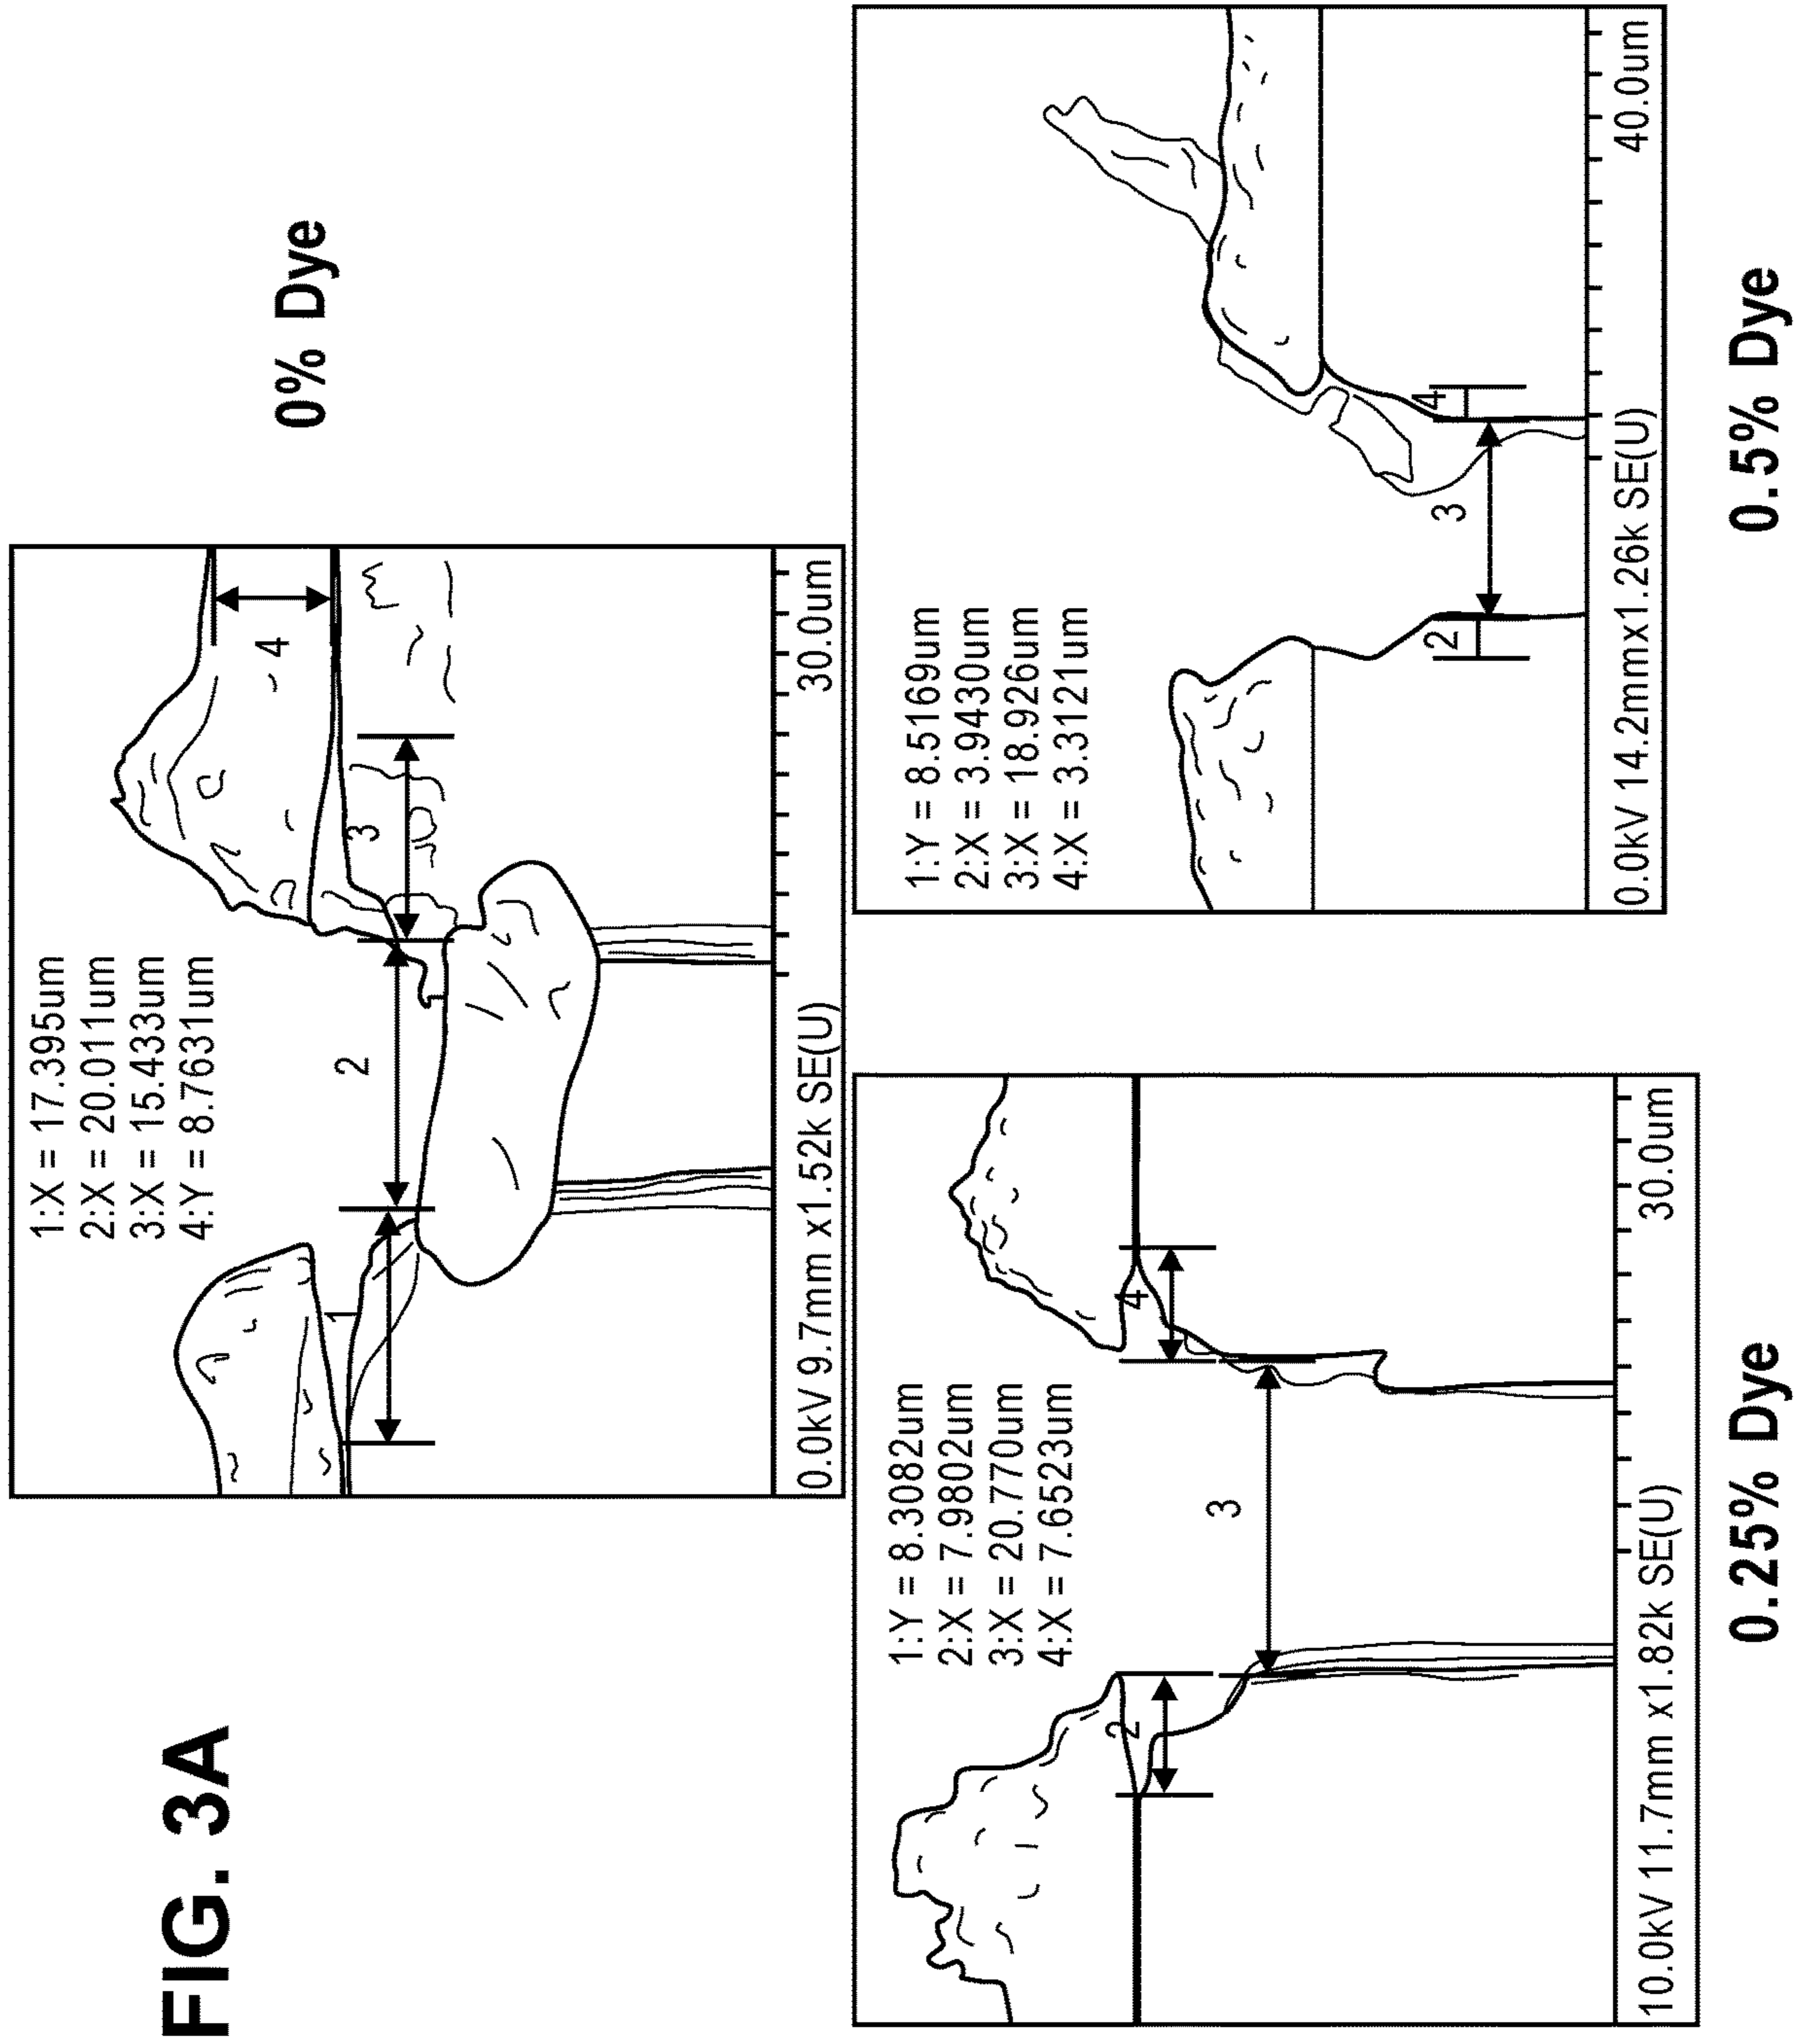 FIG. 3A
1:X = 17.395um
2:X = 20.011um
3:X = 15.433um
4:Y = 8.7631um
1
2
3
4
0.0kV 9.7mm x1.52k SE(U)
30.0um
0% Dye
1:Y = 8.3082um
2:X = 7.9802um
3:X = 20.770um
4:X = 7.6523um
2
3
4
10.0kV 11.7mm x1.82k SE(U)
30.0um
0.25% Dye
1:Y = 8.5169um
2:X = 3.9430um
3:X = 18.926um
4:X = 3.3121um
2
3
4
0.0kV 14.2mmx1.26k SE(U)
40.0um
0.5% Dye